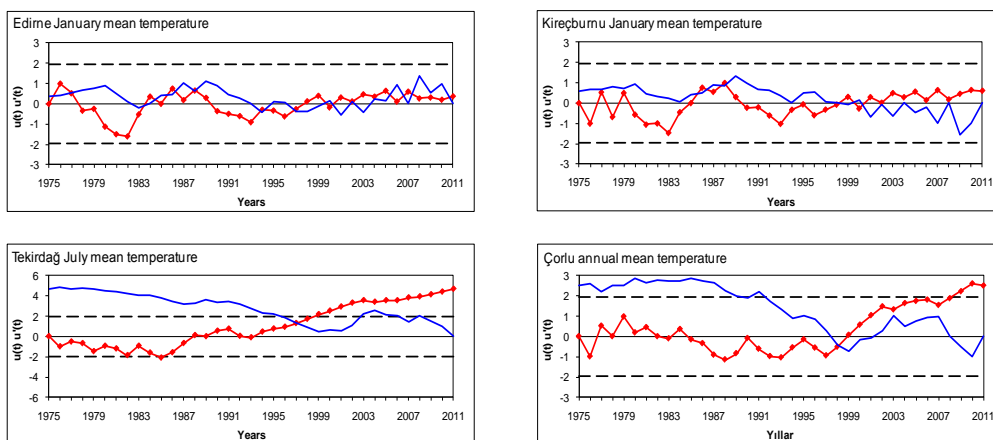 Edirne January mean temperature
3
2
1
0
-1
-2
-3
u(t) u'(t)
1975 1979 1983 1987 1991 1995 1999 2003 2007 2011
Years
Kireçburnu January mean temperature
3
2
1
0
-1
-2
-3
u(t) u'(t)
1975 1979 1983 1987 1991 1995 1999 2003 2007 2011
Years
Tekirdağ July mean temperature
6
4
2
0
-2
-4
-6
u(t) u'(t)
1975 1979 1983 1987 1991 1995 1999 2003 2007 2011
Years
Çorlu annual mean temperature
3
2
1
0
-1
-2
-3
u(t) u'(t)
1975 1979 1983 1987 1991 1995 1999 2003 2007 2011
Yıllar